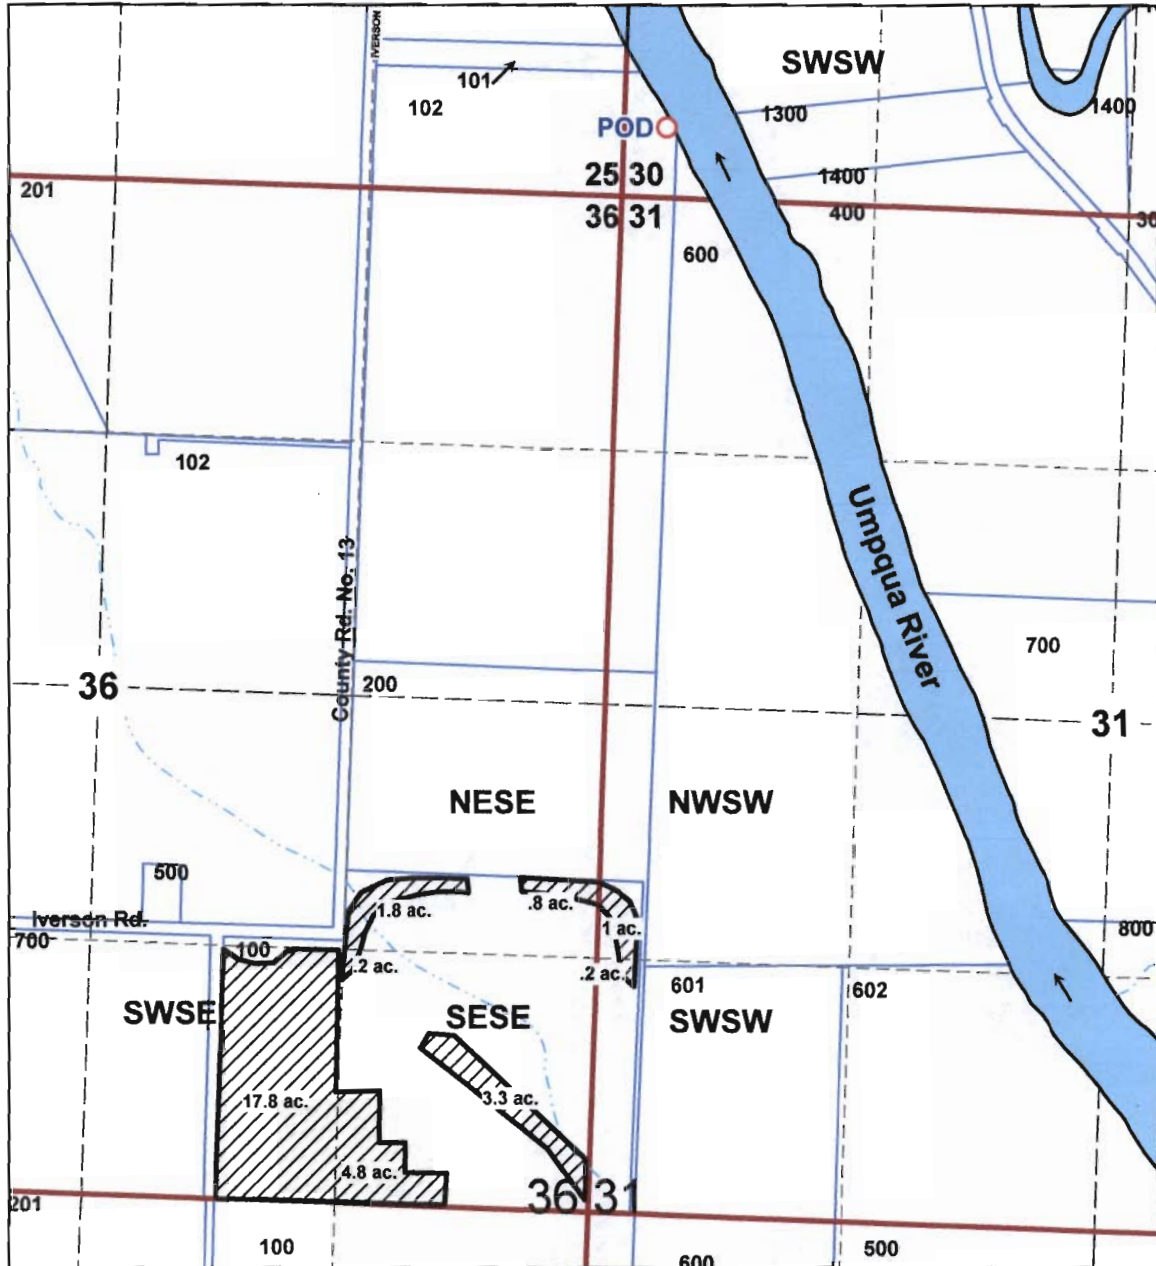 IVERSON
SWSW
101
102
1300
1400
POD
25 30
1400
201
36 31
400
30
600
102
County Rd. No. 13
Umpqua River
700
36
200
31
NESE
NWSW
500
1.8 ac.
.8 ac.
Iverson Rd.
1 ac.
700
100
800
.2 ac.
.2 ac.
601
602
SWSE
SESE
SWSW
17.8 ac.
3.3 ac.
4.8 ac.
36 31
201
100
500
600